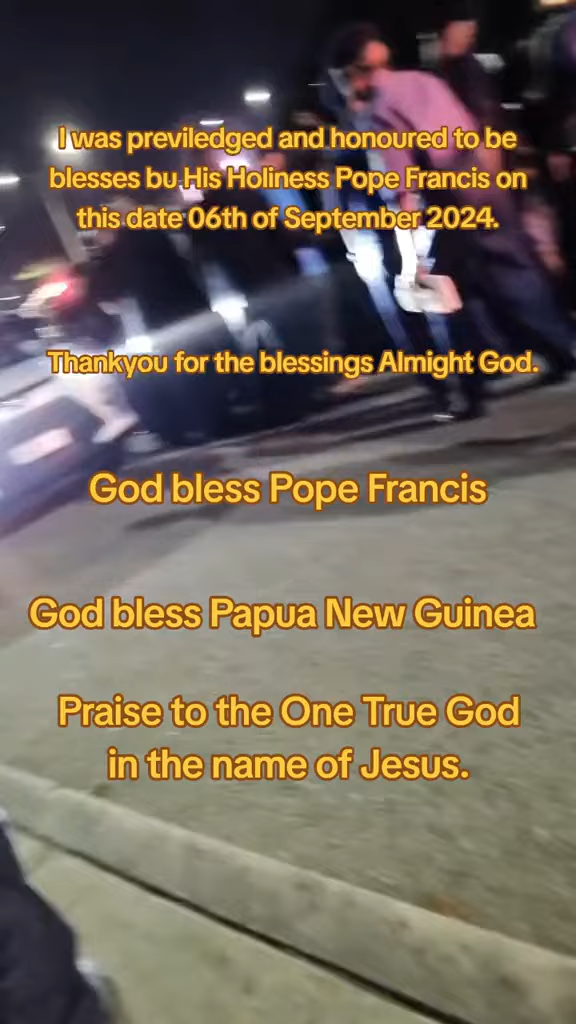 I was previledged and honoured to be
blesses bu His Holiness Pope Francis on
this date 06th of September 2024.
Thankyou for the blessings Almight God.
God bless Pope Francis
God bless Papua New Guinea
Praise to the One True God
in the name of Jesus.